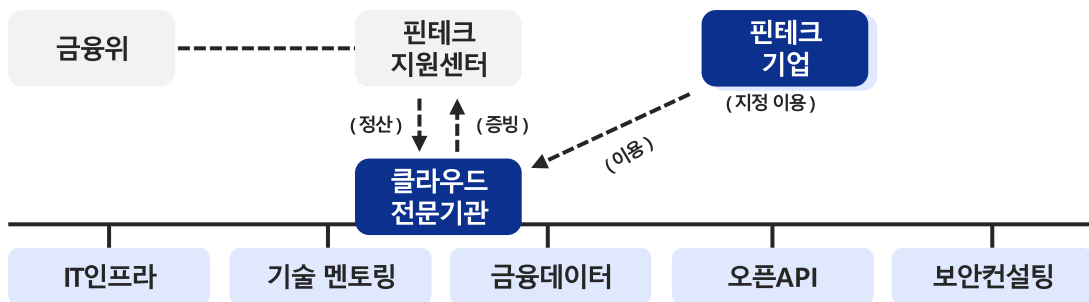 금융위
핀테크
지원센터
핀테크
기업
(지정 이용)
(정산)
(증빙)
(이용)
클라우드
전문기관
IT인프라
기술 멘토링
금융데이터
오픈API
보안컨설팅